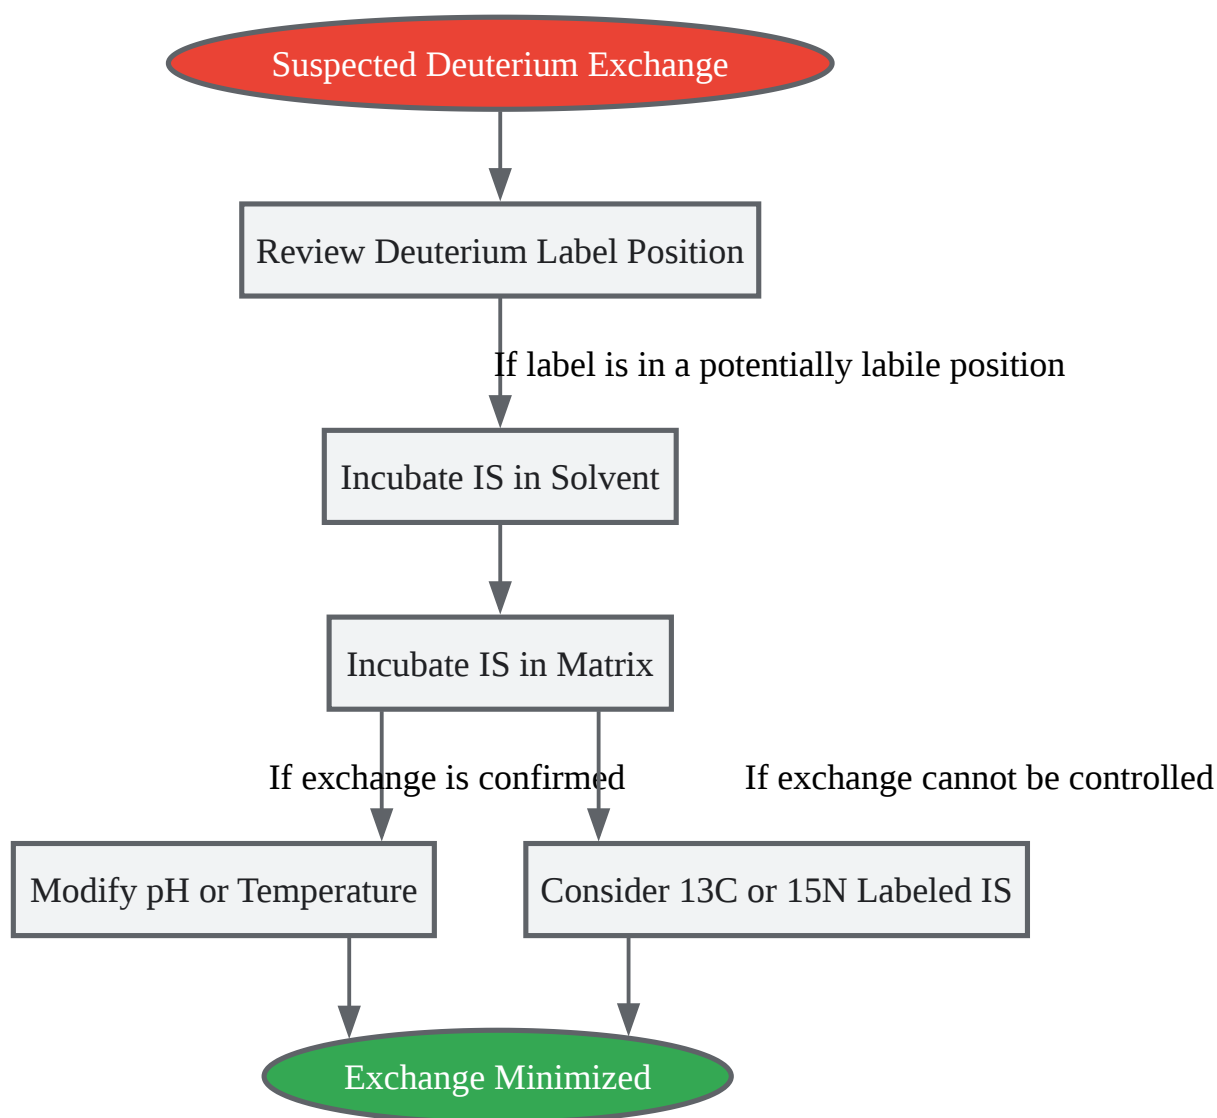 Suspected Deuterium Exchange
Review Deuterium Label Position
If label is in a potentially labile position
Incubate IS in Solvent
Incubate IS in Matrix
If exchange is confirmed
If exchange cannot be controlled
Modify pH or Temperature
Consider 13C or 15N Labeled IS
Exchange Minimized